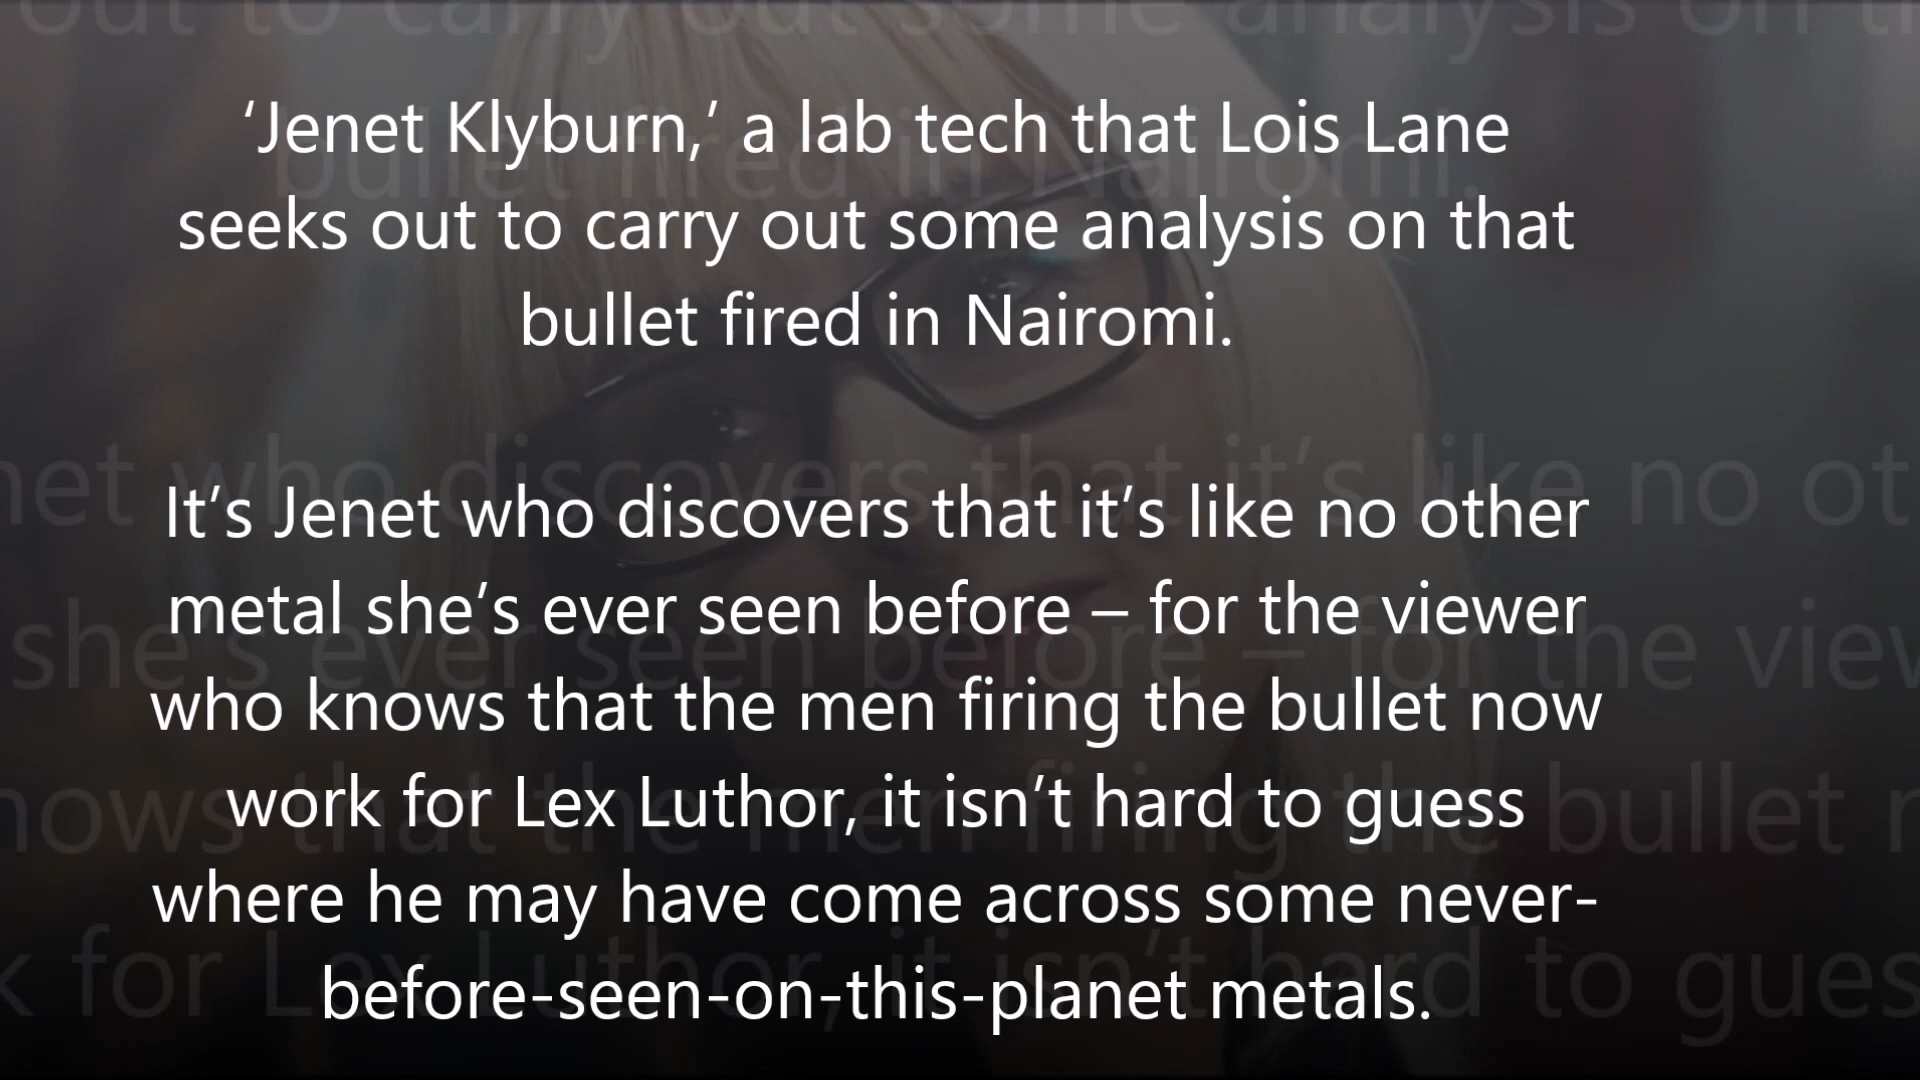 ‘Jenet Klyburn,’ a lab tech that Lois Lane
seeks out to carry out some analysis on that
bullet fired in Nairomi.
It’s Jenet who discovers that it’s like no other
metal she’s ever seen before – for the viewer
who knows that the men firing the bullet now
work for Lex Luthor, it isn’t hard to guess
where he may have come across some never-
before-seen-on-this-planet metals.